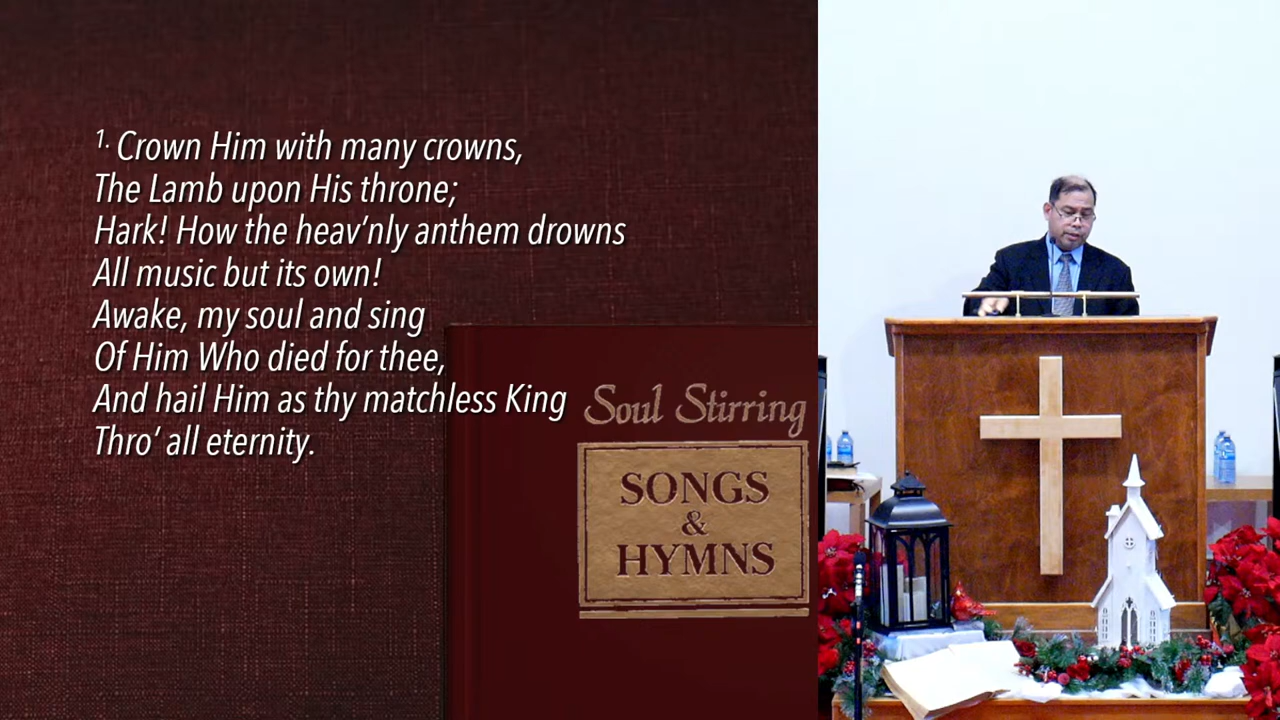 1. Crown Him with many crowns,
The Lamb upon His throne;
Hark! How the heav’nly anthem drowns
All music but its own!
Awake, my soul and sing
Of Him Who died for thee,
And hail Him as thy matchless King
Thro’ all eternity.
Soul Stirring
SONGS
&
HYMNS